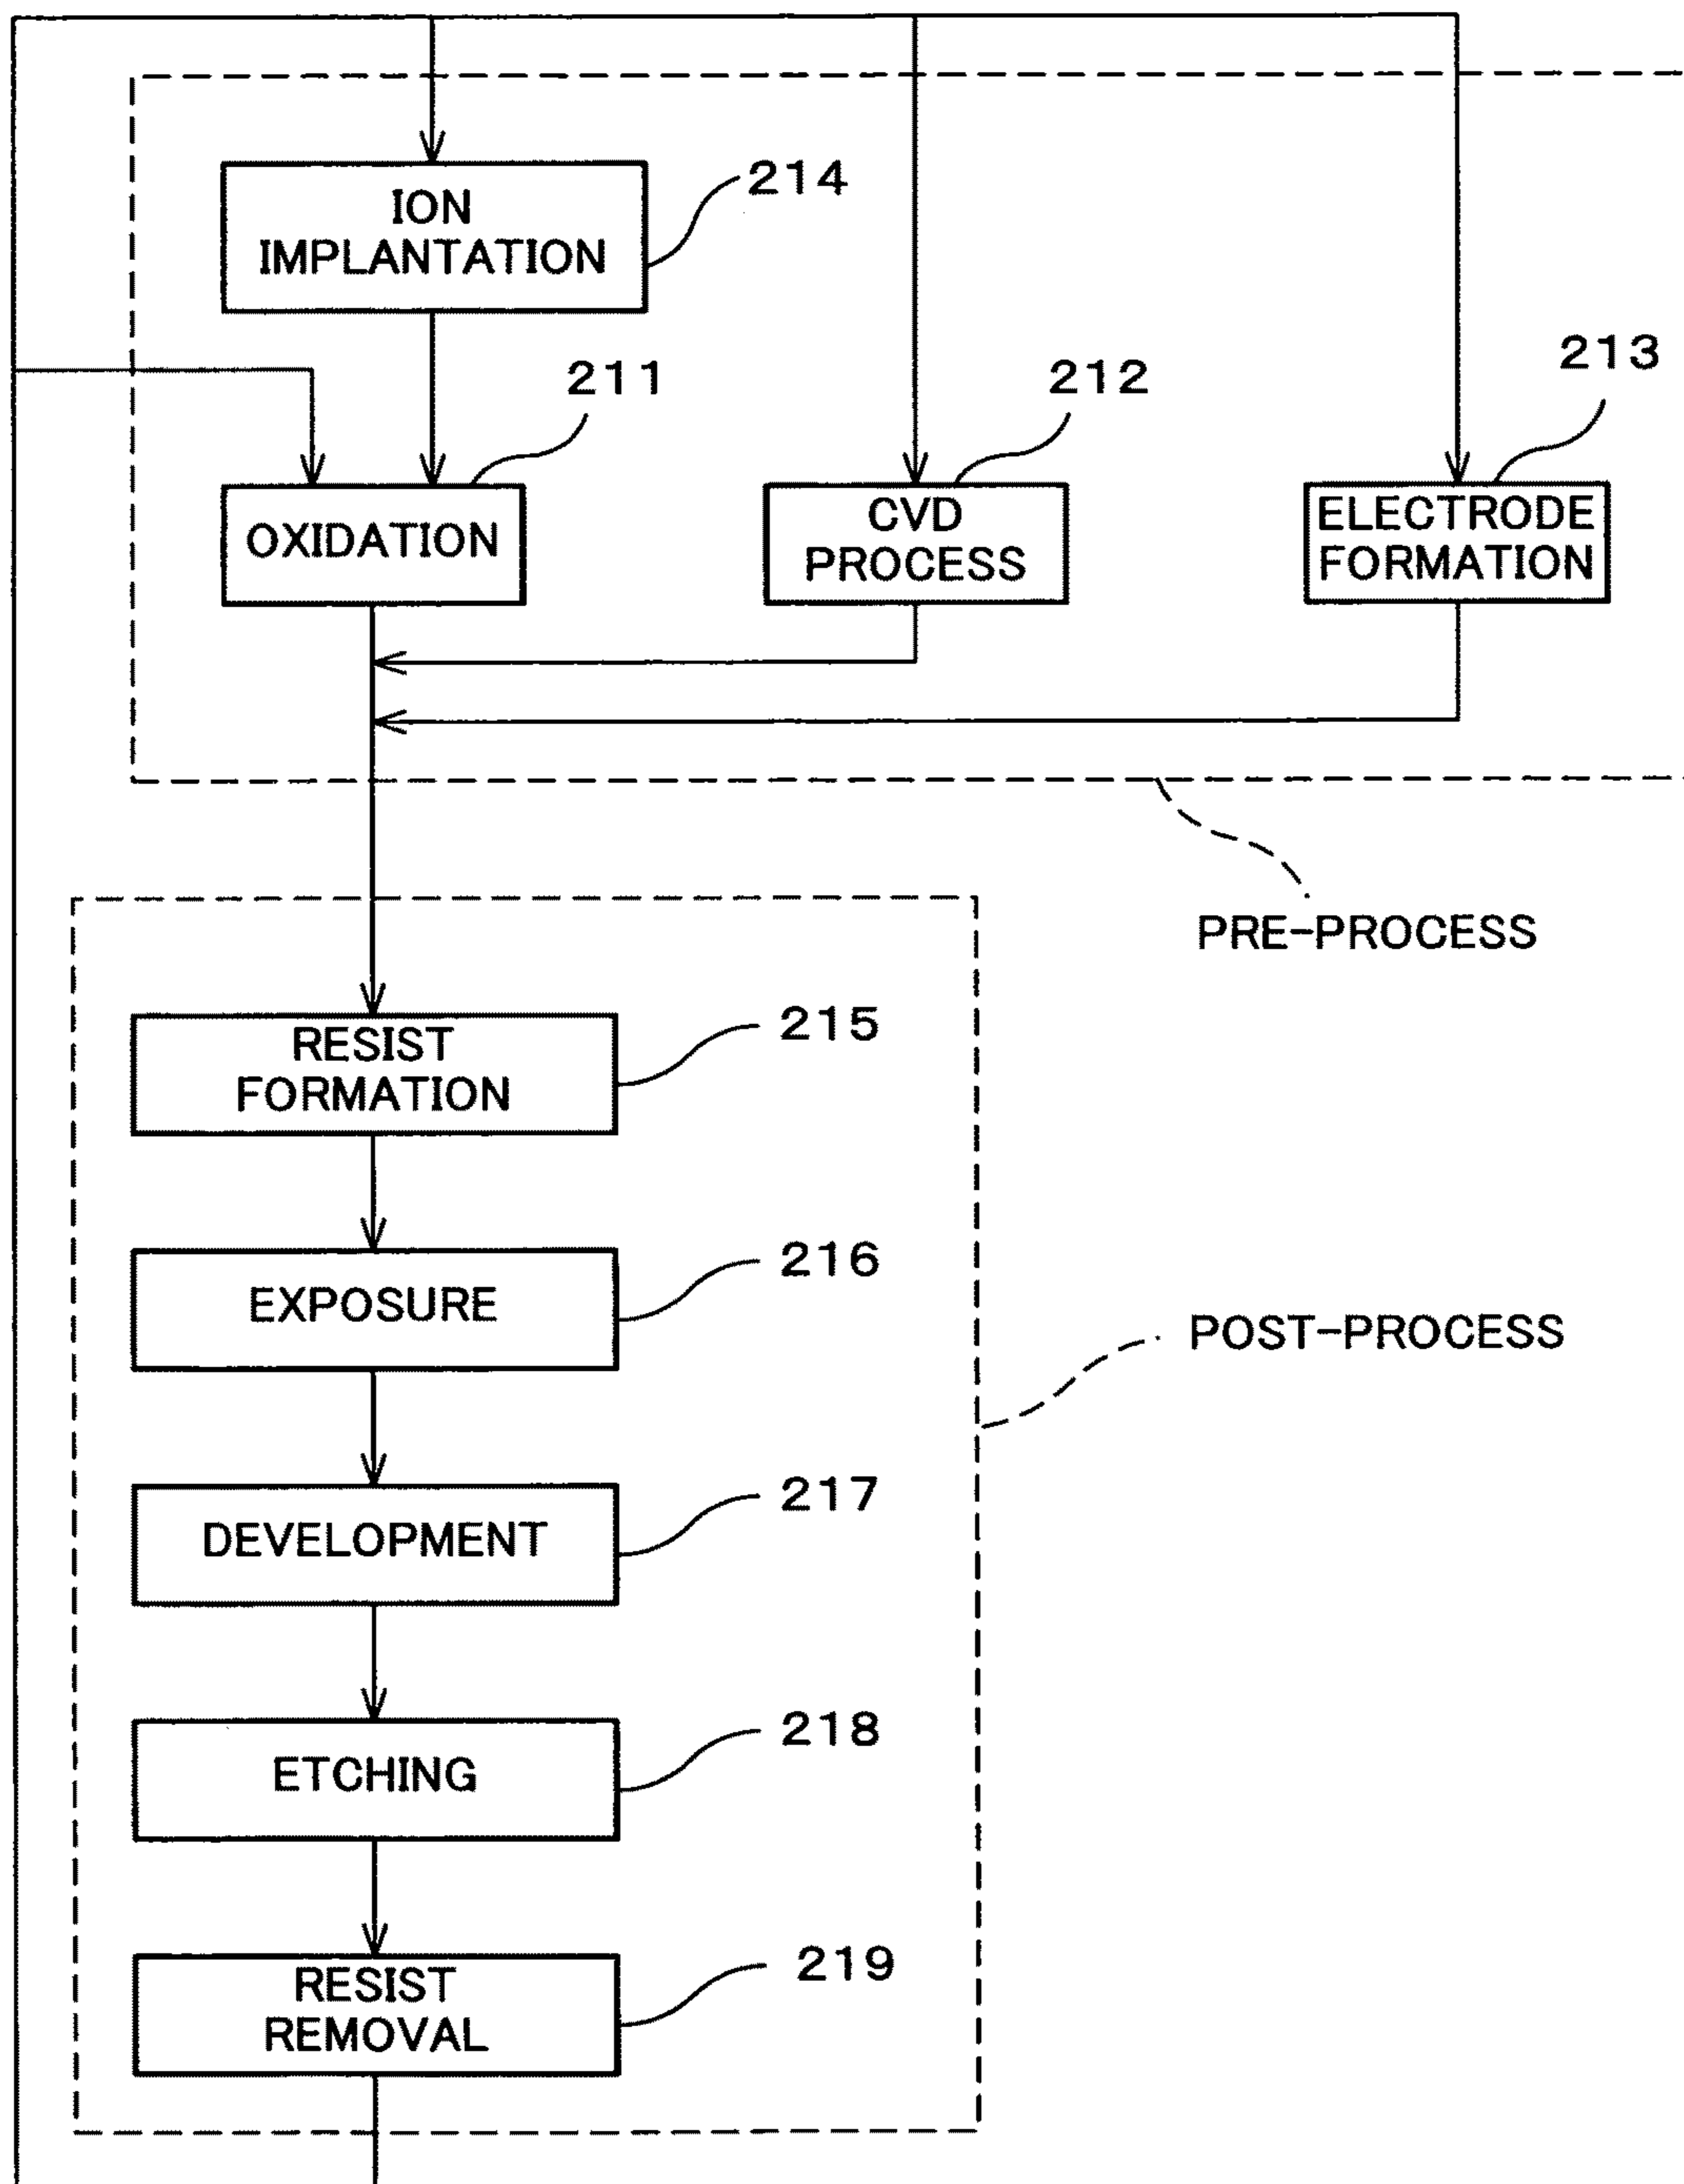 214
ION
IMPLANTATION
211
212
213
OXIDATION
CVD
PROCESS
ELECTRODE
FORMATION
PRE-PROCESS
215
RESIST
FORMATION
216
EXPOSURE
POST-PROCESS
217
DEVELOPMENT
218
ETCHING
219
RESIST
REMOVAL